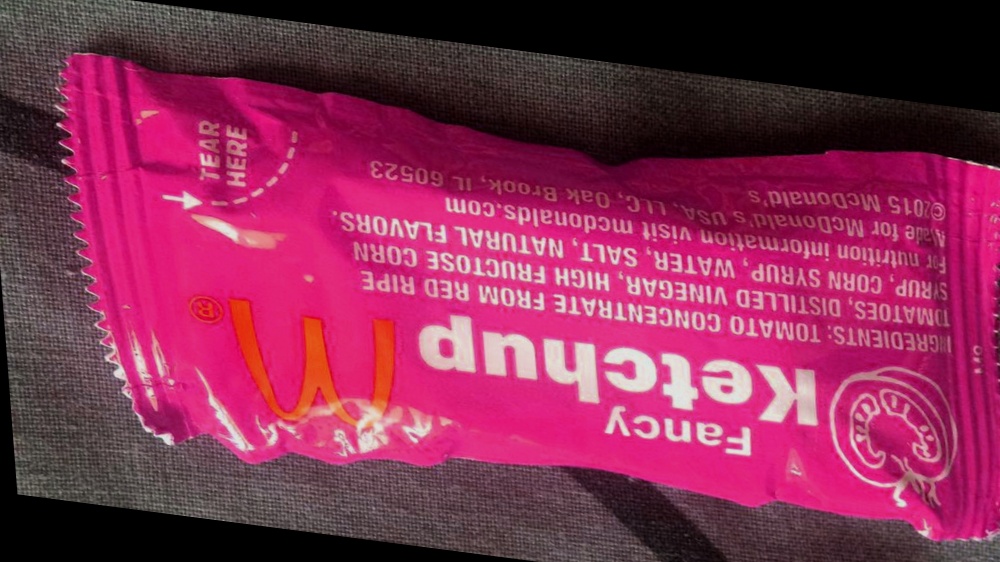 Fancy
Ketchup
INGREDIENTS: TOMATO CONCENTRATE FROM RED RIPE
TOMATOES, DISTILLED VINEGAR, HIGH FRUCTOSE CORN
SYRUP, CORN SYRUP, WATER, SALT, NATURAL FLAVORS.
For nutrition information visit mcdonalds.com
Made for McDonald's USA, LLC, Oak Brook, IL 60523
©2015 McDonald's
M®
TEAR
HERE